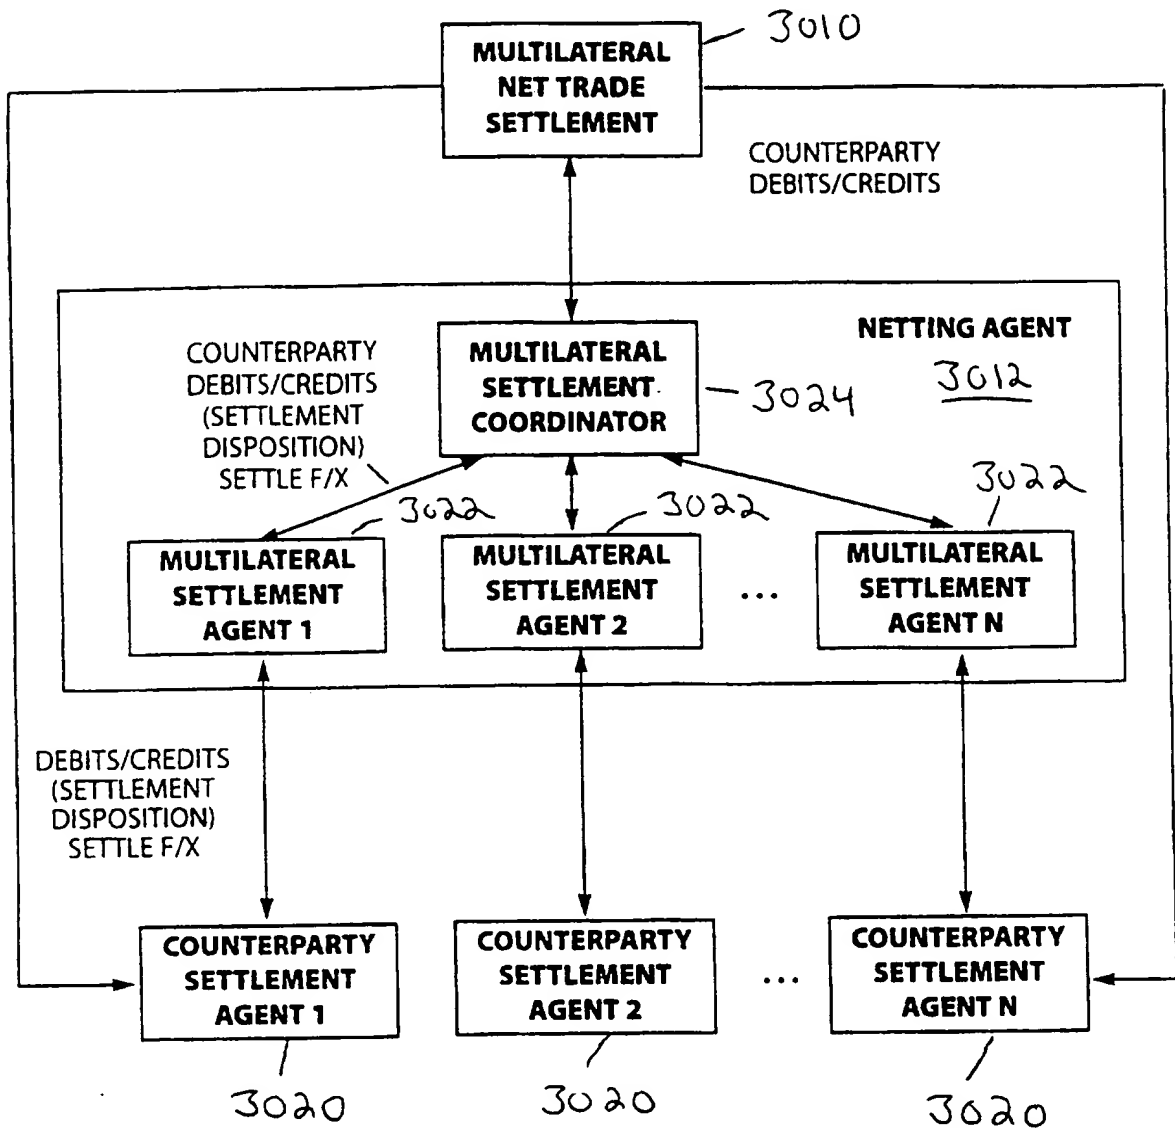 3010
MULTILATERAL
NET TRADE
SETTLEMENT
COUNTERPARTY
DEBITS/CREDITS
NETTING AGENT
3012
COUNTERPARTY
DEBITS/CREDITS
(SETTLEMENT
DISPOSITION)
SETTLE F/X
MULTILATERAL
SETTLEMENT
COORDINATOR
3024
3022
3022
3022
MULTILATERAL
SETTLEMENT
AGENT 1
MULTILATERAL
SETTLEMENT
AGENT 2
...
MULTILATERAL
SETTLEMENT
AGENT N
DEBITS/CREDITS
(SETTLEMENT
DISPOSITION)
SETTLE F/X
COUNTERPARTY
SETTLEMENT
AGENT 1
COUNTERPARTY
SETTLEMENT
AGENT 2
...
COUNTERPARTY
SETTLEMENT
AGENT N
3020
3020
3020